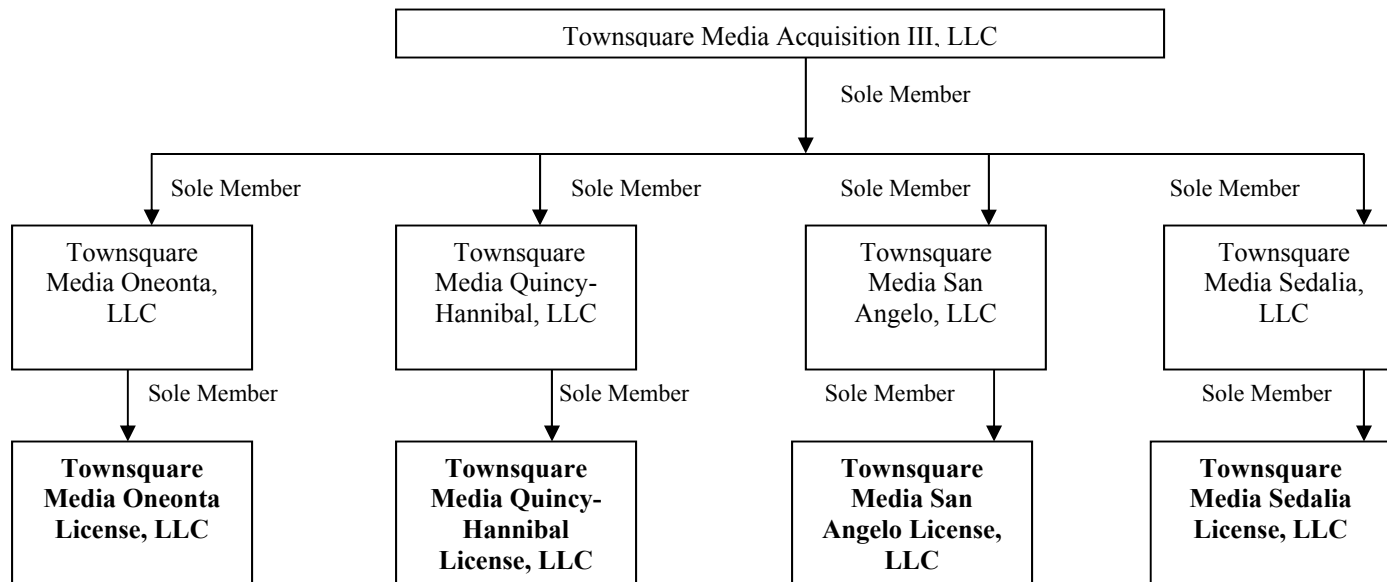 Townsquare Media Acquisition III, LLC
Sole Member
Sole Member
Sole Member
Sole Member
Sole Member
Townsquare
Media Oneonta,
LLC
Townsquare
Media Quincy-
Hannibal, LLC
Townsquare
Media San
Angelo, LLC
Townsquare
Media Sedalia,
LLC
Sole Member
Sole Member
Sole Member
Sole Member
Townsquare
Media Oneonta
License, LLC
Townsquare
Media Quincy-
Hannibal
License, LLC
Townsquare
Media San
Angelo License,
LLC
Townsquare
Media Sedalia
License, LLC